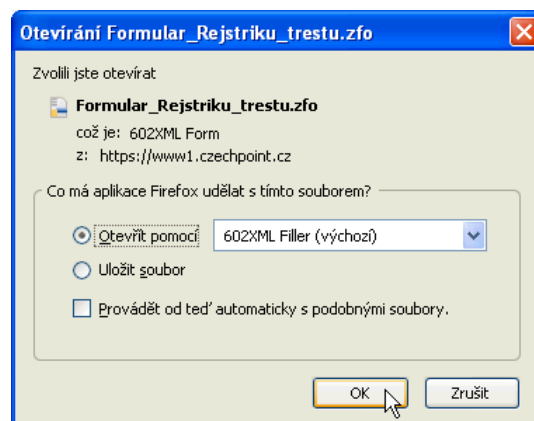 Otevírání Formular_Rejstriku_trestu.zfo
Zvolili jste otevírat
Formular_Rejstriku_trestu.zfo
což je: 602XML Form
z: https://www1.czechpoint.cz
Co má aplikace Firefox udělat s tímto souborem?
Otevřít pomocí 602XML Filler (výchozí)
Uložit soubor
Provádět od teď automaticky s podobnými soubory.
OK Zrušit